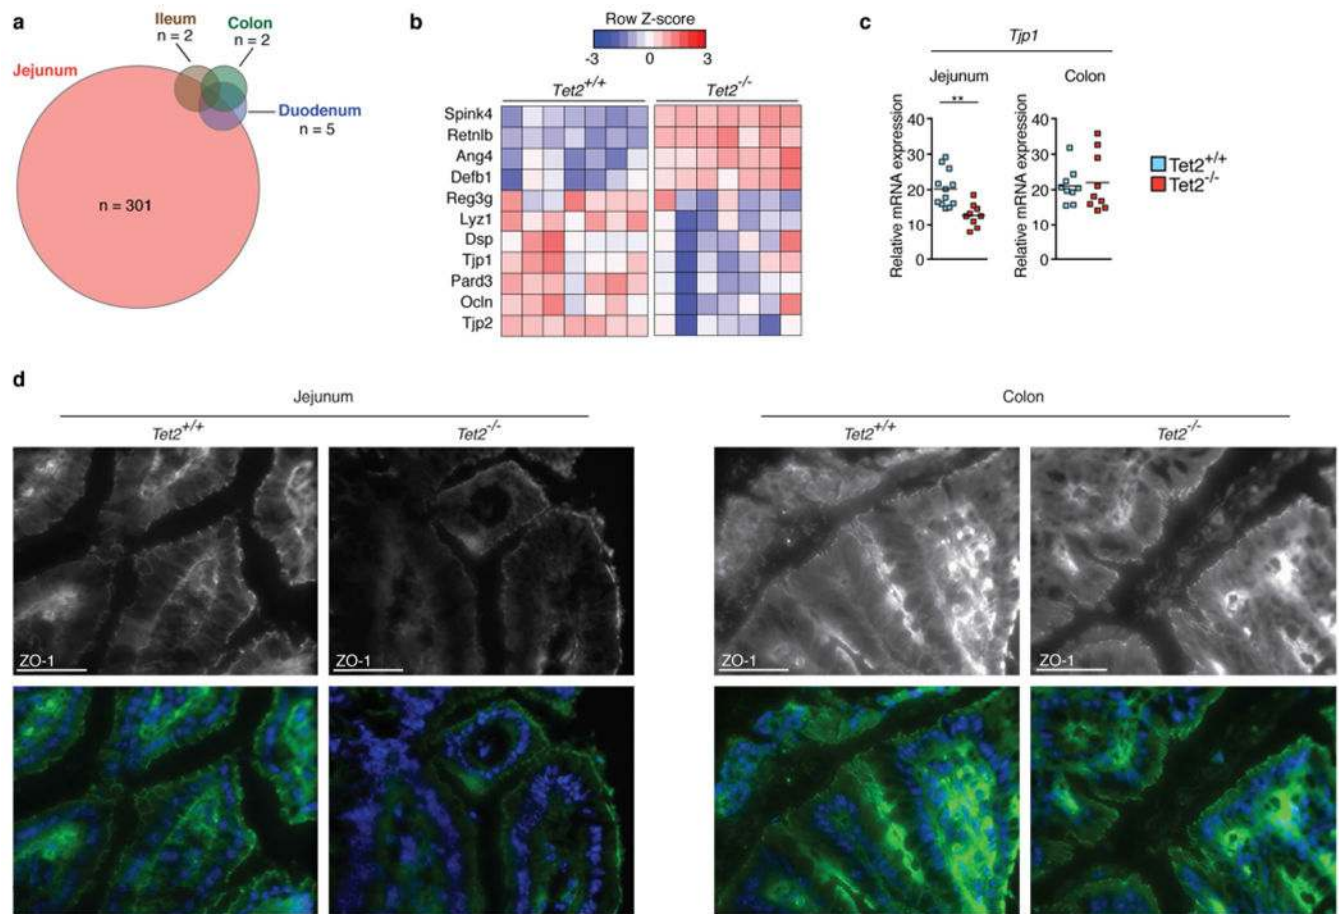 a
Ileum
n = 2
Colon
n = 2
Jejunum
Duodenum
n = 5
n = 301
b
Row Z-score
-3 0 3
Tet2+/+ Tet2-/-
Spink4
Retnlb
Ang4
Defb1
Reg3g
Lyz1
Dsp
Tjp1
Pard3
Ocln
Tjp2
c
Tjp1
Jejunum Colon
**
Relative mRNA expression
40
30
20
10
0
Relative mRNA expression
40
30
20
10
0
Tet2+/+
Tet2-/-
d
Jejunum Colon
Tet2+/+ Tet2-/- Tet2+/+ Tet2-/-
ZO-1 ZO-1 ZO-1 ZO-1